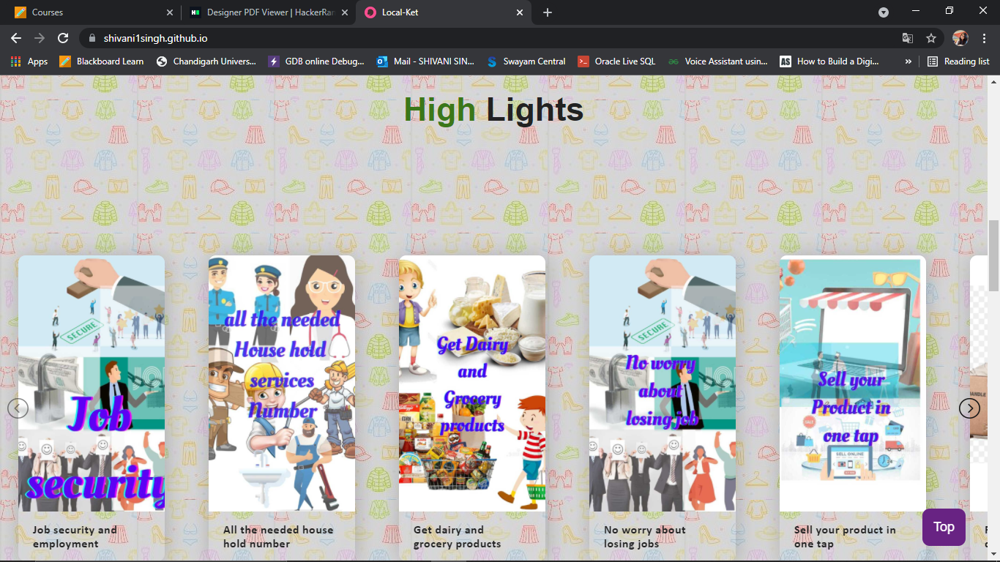 Courses
Designer PDF Viewer | HackerRan
Local-Ket
shivani1singh.github.io
Apps
Blackboard Learn
Chandigarh Univers...
GDB online Debug...
Mail - SHIVANI SIN...
Swayam Central
Oracle Live SQL
Voice Assistant usin...
AS
How to Build a Digi...
»
Reading list
High Lights
SECURE
Job
security
Job security and
employment
all the needed
House hold
services
Number
All the needed house
hold number
Get Dairy
and
Grocery
products
Get dairy and
grocery products
SECURE
No worry
about
losing job
No worry about
losing jobs
Sell your
Product in
one tap
SALE
SELL ONLINE
24
Sell your product in
one tap
HANDLE
Top